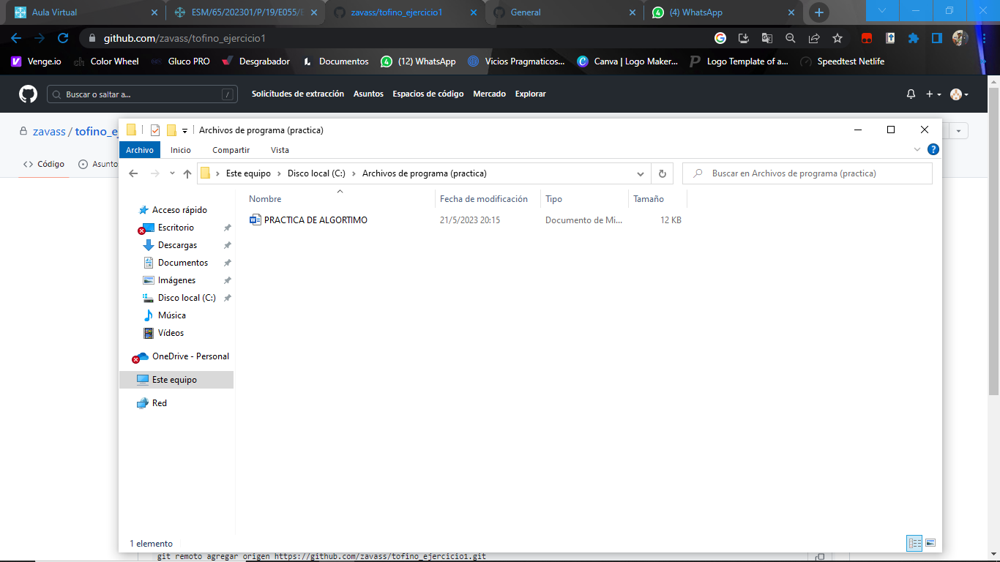 Aula Virtual
ESM/65/202301/P/19/E055/
zavass/tofino_ejercicio1
General
(4) WhatsApp
github.com/zavass/tofino_ejercicio1
Venge.io
Color Wheel
Gluco PRO
Desgrabador
Documentos
(12) WhatsApp
Vicios Pragmaticos...
Canva | Logo Maker...
Logo Template of a...
Speedtest Netlife
Buscar o saltar a...
/
Solicitudes de extracción
Asuntos
Espacios de código
Mercado
Explorar
zavass / tofino_e
Código
Asunto
Archivos de programa (practica)
Archivo
Inicio
Compartir
Vista
Este equipo
Disco local (C:)
Archivos de programa (practica)
Buscar en Archivos de programa (practica)
Nombre
Fecha de modificación
Tipo
Tamaño
PRACTICA DE ALGORTIMO
21/5/2023 20:15
Documento de Mi...
12 KB
Acceso rápido
Escritorio
Descargas
Documentos
Imágenes
Disco local (C:)
Música
Vídeos
OneDrive - Personal
Este equipo
Red
1 elemento
git remoto agregar origen https://github.com/zavass/tofino_ejercicio1.git